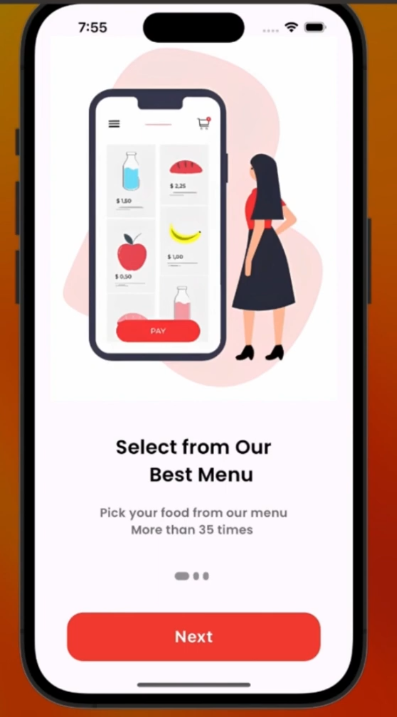 7:55
$ 1,50
$ 2,25
$ 1,00
$ 0,50
PAY
Select from Our
Best Menu
Pick your food from our menu
More than 35 times
Next